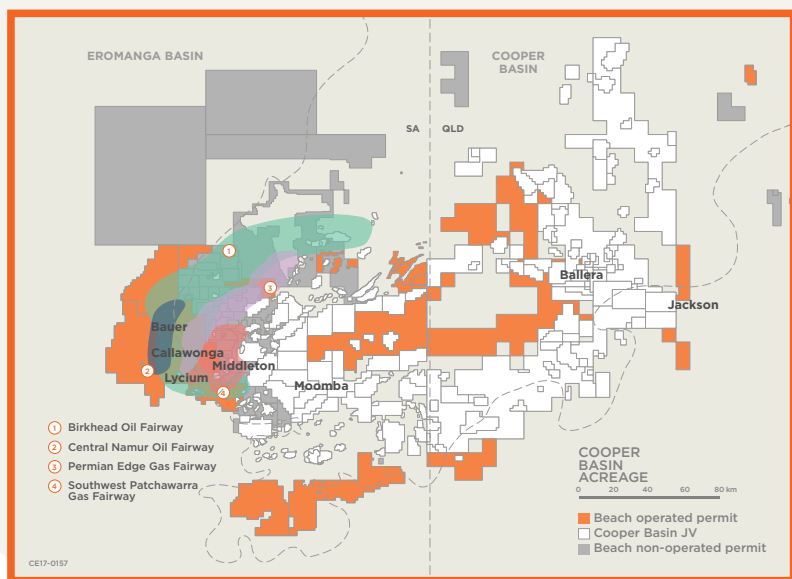 EROMANGA BASIN
COOPER
BASIN
SA
QLD
1
3
Ballera
Jackson
Bauer
Callawonga
Middleton
2
Lycium
Moomba
4
1 Birkhead Oil Fairway
2 Central Namur Oil Fairway
3 Permian Edge Gas Fairway
4 Southwest Patchawarra
Gas Fairway
COOPER
BASIN
ACREAGE
0 20 40 60 80 km
Beach operated permit
Cooper Basin JV
Beach non-operated permit
CE17-0157